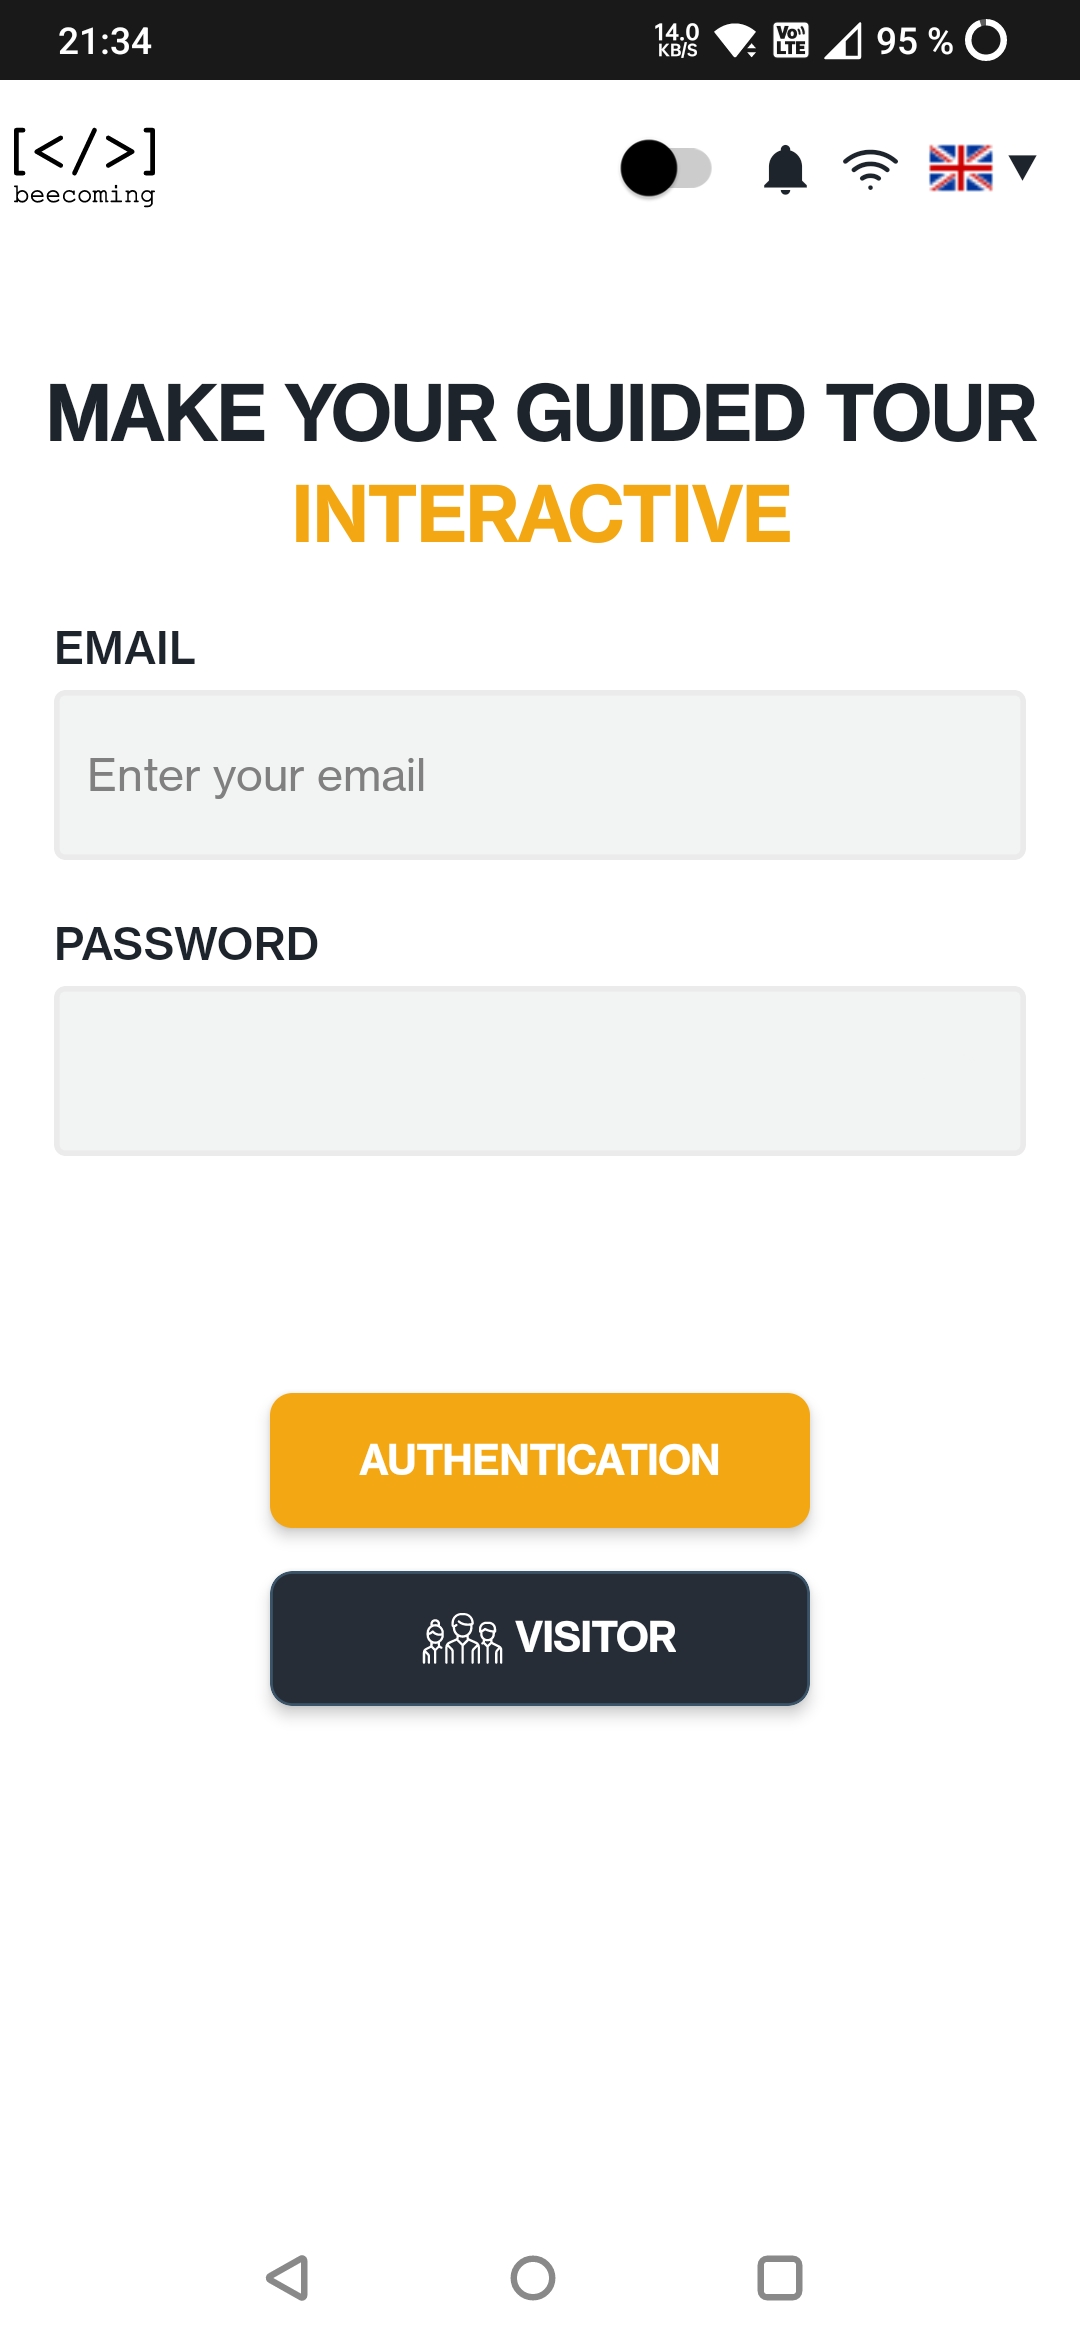 21:34
14.0 KB/S Vo)) LTE 95 %
[</>]
beecoming
MAKE YOUR GUIDED TOUR
INTERACTIVE
EMAIL
Enter your email
PASSWORD
AUTHENTICATION
VISITOR